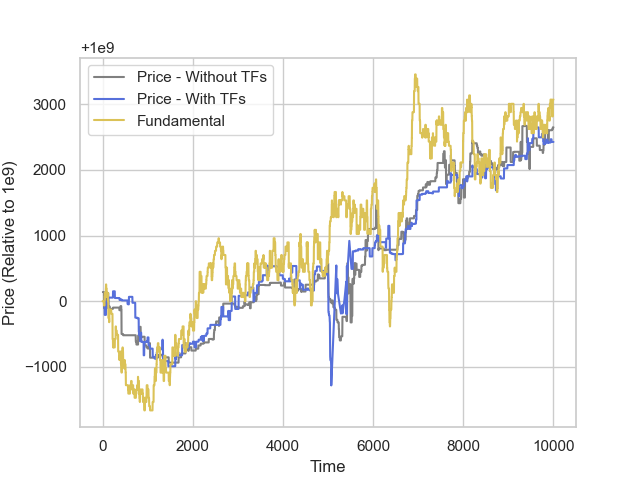 +1e9
Price - Without TFs
Price - With TFs
Fundamental
3000
2000
1000
0
−1000
Price (Relative to 1e9)
0 2000 4000 6000 8000 10000
Time